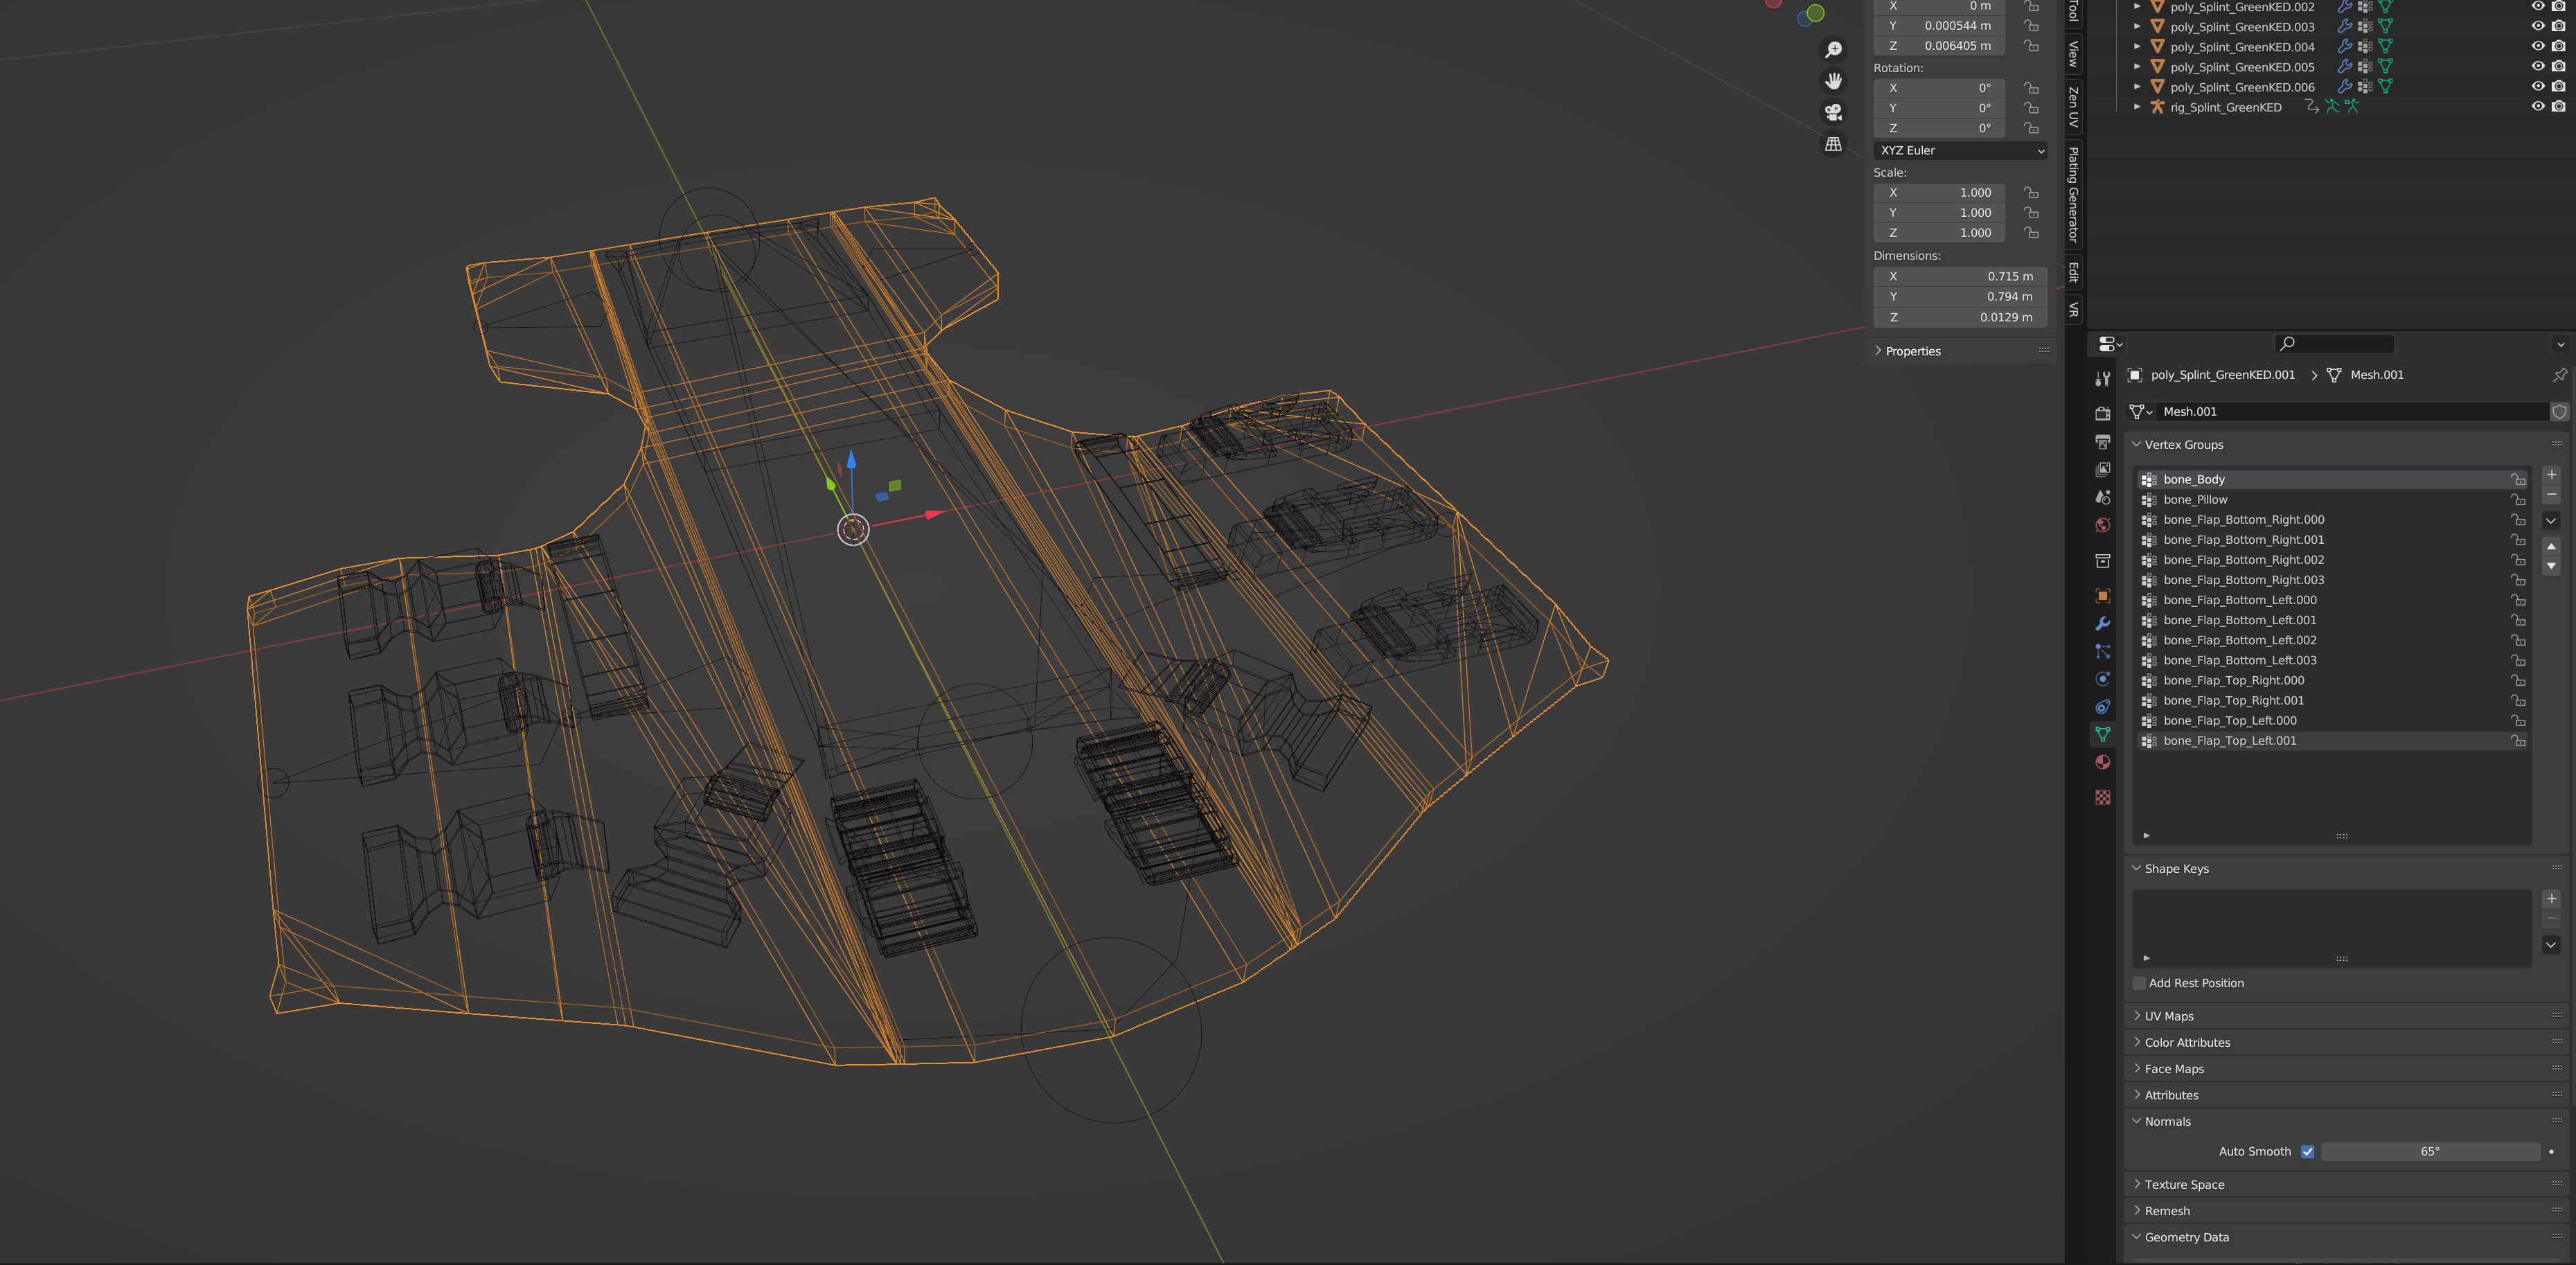 X 0 m
Y 0.000544 m
Z 0.006405 m
Rotation:
X 0°
Y 0°
Z 0°
XYZ Euler
Scale:
X 1.000
Y 1.000
Z 1.000
Dimensions:
X 0.715 m
Y 0.794 m
Z 0.0129 m
Properties
Tool
View
Zen UV
Plating Generator
Edit
VR
poly_Splint_GreenKED.002
poly_Splint_GreenKED.003
poly_Splint_GreenKED.004
poly_Splint_GreenKED.005
poly_Splint_GreenKED.006
rig_Splint_GreenKED
poly_Splint_GreenKED.001 > Mesh.001
Mesh.001
Vertex Groups
bone_Body
bone_Pillow
bone_Flap_Bottom_Right.000
bone_Flap_Bottom_Right.001
bone_Flap_Bottom_Right.002
bone_Flap_Bottom_Right.003
bone_Flap_Bottom_Left.000
bone_Flap_Bottom_Left.001
bone_Flap_Bottom_Left.002
bone_Flap_Bottom_Left.003
bone_Flap_Top_Right.000
bone_Flap_Top_Right.001
bone_Flap_Top_Left.000
bone_Flap_Top_Left.001
Shape Keys
Add Rest Position
UV Maps
Color Attributes
Face Maps
Attributes
Normals
Auto Smooth 65°
Texture Space
Remesh
Geometry Data